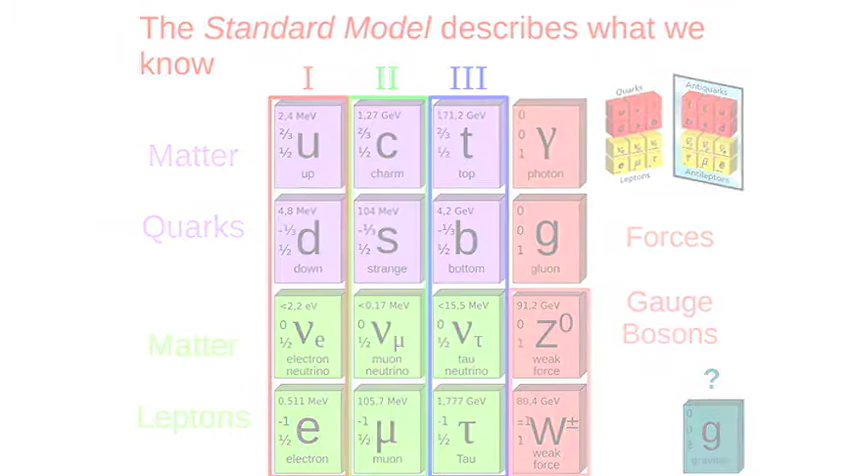 The Standard Model describes what we
know
I II III
Matter
Quarks
Matter
Leptons
2,4 MeV
⅔
½
u
up
1,27 GeV
⅔
½
c
charm
171,2 GeV
⅔
½
t
top
0
0
1
γ
photon
4,8 MeV
-⅓
½
d
down
104 MeV
-⅓
½
s
strange
4,2 GeV
-⅓
½
b
bottom
0
0
1
g
gluon
<2,2 eV
0
½
νe
electron
neutrino
<0.17 MeV
0
½
νμ
muon
neutrino
<15,5 MeV
0
½
ντ
tau
neutrino
91,2 GeV
0
1
Z0
weak
force
0,511 MeV
-1
½
e
electron
105,7 MeV
-1
½
μ
muon
1,777 GeV
-1
½
τ
Tau
80,4 GeV
±1
1
W±
weak
force
Quarks
Leptons
Antiquarks
Antileptons
Forces
Gauge
Bosons
?
0
0
g
graviton